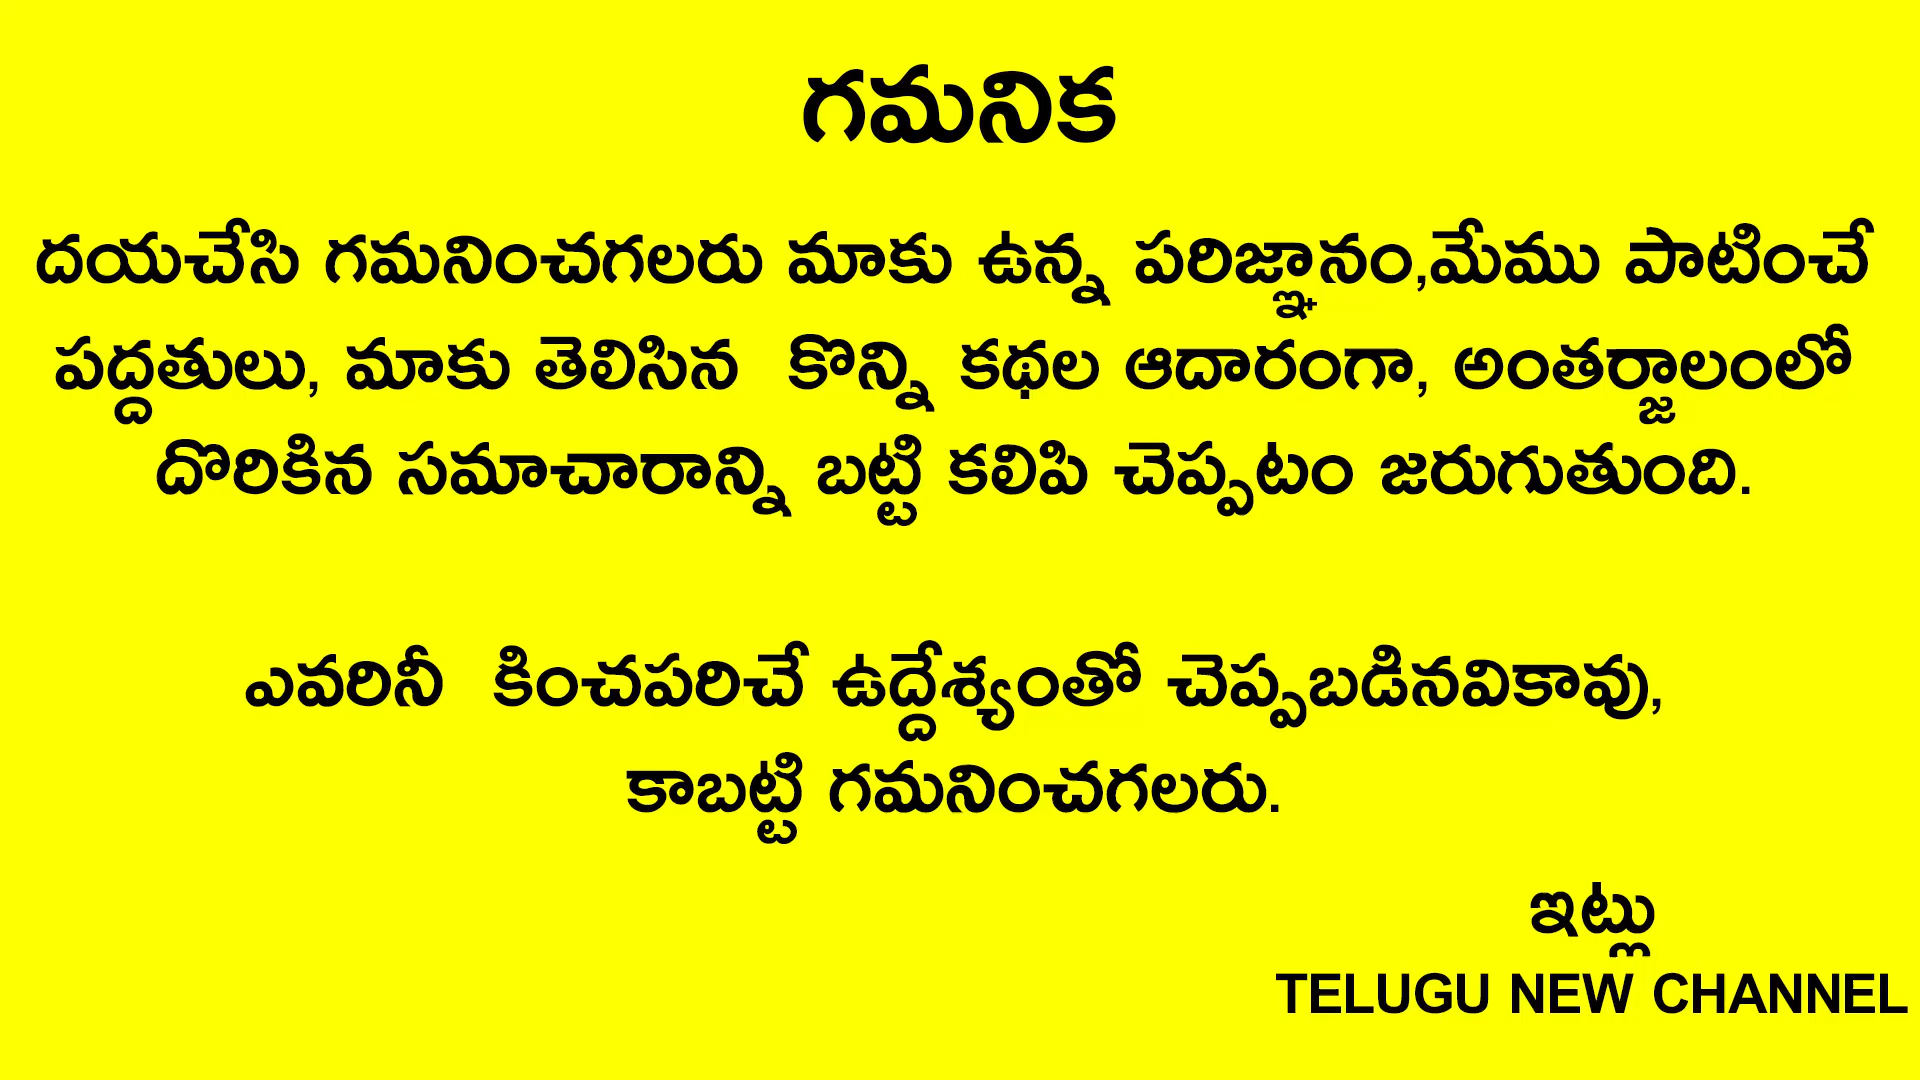 గమనిక
దయచేసి గమనించగలరు మాకు ఉన్న పరిజ్ఞానం,మేము పాటించే
పద్దతులు, మాకు తెలిసిన  కొన్ని కథల ఆదారంగా, అంతర్జాలంలో
దొరికిన సమాచారాన్ని బట్టి కలిపి చెప్పటం జరుగుతుంది.
ఎవరినీ  కించపరిచే ఉద్దేశ్యంతో చెప్పబడినవికావు,
కాబట్టి గమనించగలరు.
ఇట్లు
TELUGU NEW CHANNEL